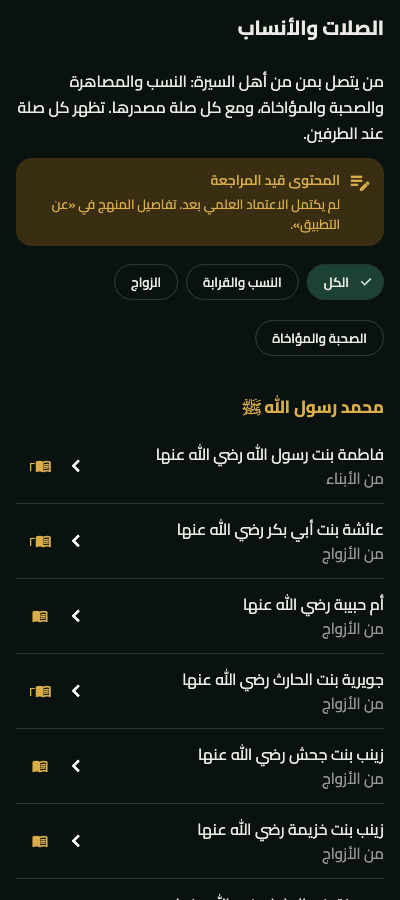 الصلات والأنساب
من يتصل بمن من أهل السيرة: النسب والمصاهرة
والصحبة والمؤاخاة، ومع كل صلة مصدرها. تظهر كل صلة
عند الطرفين.
المحتوى قيد المراجعة
لم يكتمل الاعتماد العلمي بعد. تفاصيل المنهج في «عن
التطبيق».
الكل
النسب والقرابة
الزواج
الصحبة والمؤاخاة
محمد رسول الله ﷺ
فاطمة بنت رسول الله رضي الله عنها
من الأبناء
٢
عائشة بنت أبي بكر رضي الله عنها
من الأزواج
٢
أم حبيبة رضي الله عنها
من الأزواج
جويرية بنت الحارث رضي الله عنها
من الأزواج
٢
زينب بنت جحش رضي الله عنها
من الأزواج
زينب بنت خزيمة رضي الله عنها
من الأزواج